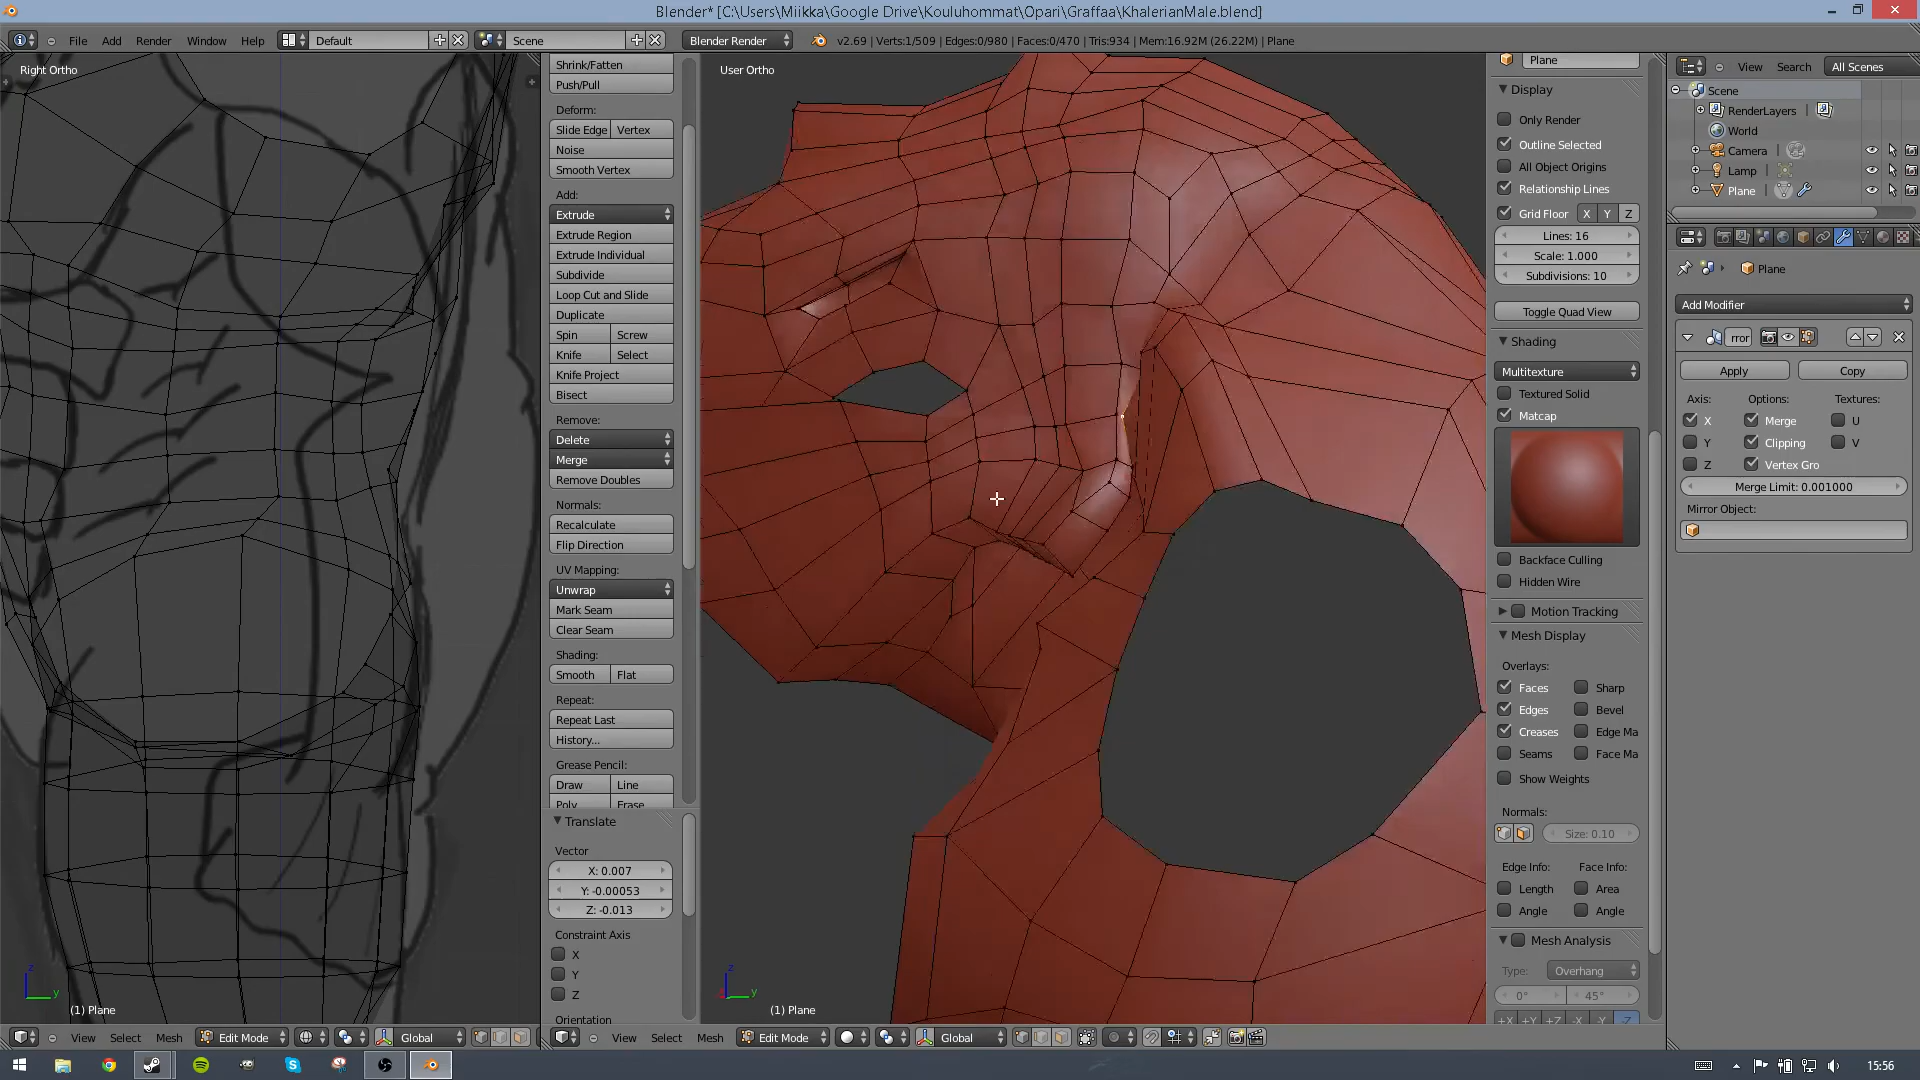 Blender* [C:\Users\Miikka\Google Drive\Kouluhommat\Opari\Graffaa\KhalerianMale.blend]
File Add Render Window Help Default Scene Blender Render v2.69 | Verts:1/509 | Edges:0/980 | Faces:0/470 | Tris:934 | Mem:16.92M (26.22M) | Plane
Right Ortho
Shrink/Fatten
Push/Pull
Deform:
Slide Edge Vertex
Noise
Smooth Vertex
Add:
Extrude
Extrude Region
Extrude Individual
Subdivide
Loop Cut and Slide
Duplicate
Spin Screw
Knife Select
Knife Project
Bisect
Remove:
Delete
Merge
Remove Doubles
Normals:
Recalculate
Flip Direction
UV Mapping:
Unwrap
Mark Seam
Clear Seam
Shading:
Smooth Flat
Repeat:
Repeat Last
History...
Grease Pencil:
Draw Line
Poly Erase
Translate
Vector
X: 0.007
Y: -0.00053
Z: -0.013
Constraint Axis
X
Y
Z
Orientation
User Ortho
Plane
Display
Only Render
Outline Selected
All Object Origins
Relationship Lines
Grid Floor X Y Z
Lines: 16
Scale: 1.000
Subdivisions: 10
Toggle Quad View
Shading
Multitexture
Textured Solid
Matcap
Backface Culling
Hidden Wire
Motion Tracking
Mesh Display
Overlays:
Faces Sharp
Edges Bevel
Creases Edge Ma
Seams Face Ma
Show Weights
Normals:
Size: 0.10
Edge Info: Face Info:
Length Area
Angle Angle
Mesh Analysis
Type: Overhang
0° 45°
+X +Y +Z -X -Y -Z
View Search All Scenes
Scene
RenderLayers
World
Camera
Lamp
Plane
Plane
Add Modifier
rror
Apply Copy
Axis: Options: Textures:
X Merge U
Y Clipping V
Z Vertex Gro
Merge Limit: 0.001000
Mirror Object:
z
y
(1) Plane
z
y
(1) Plane
View Select Mesh Edit Mode Global
View Select Mesh Edit Mode Global
15:56